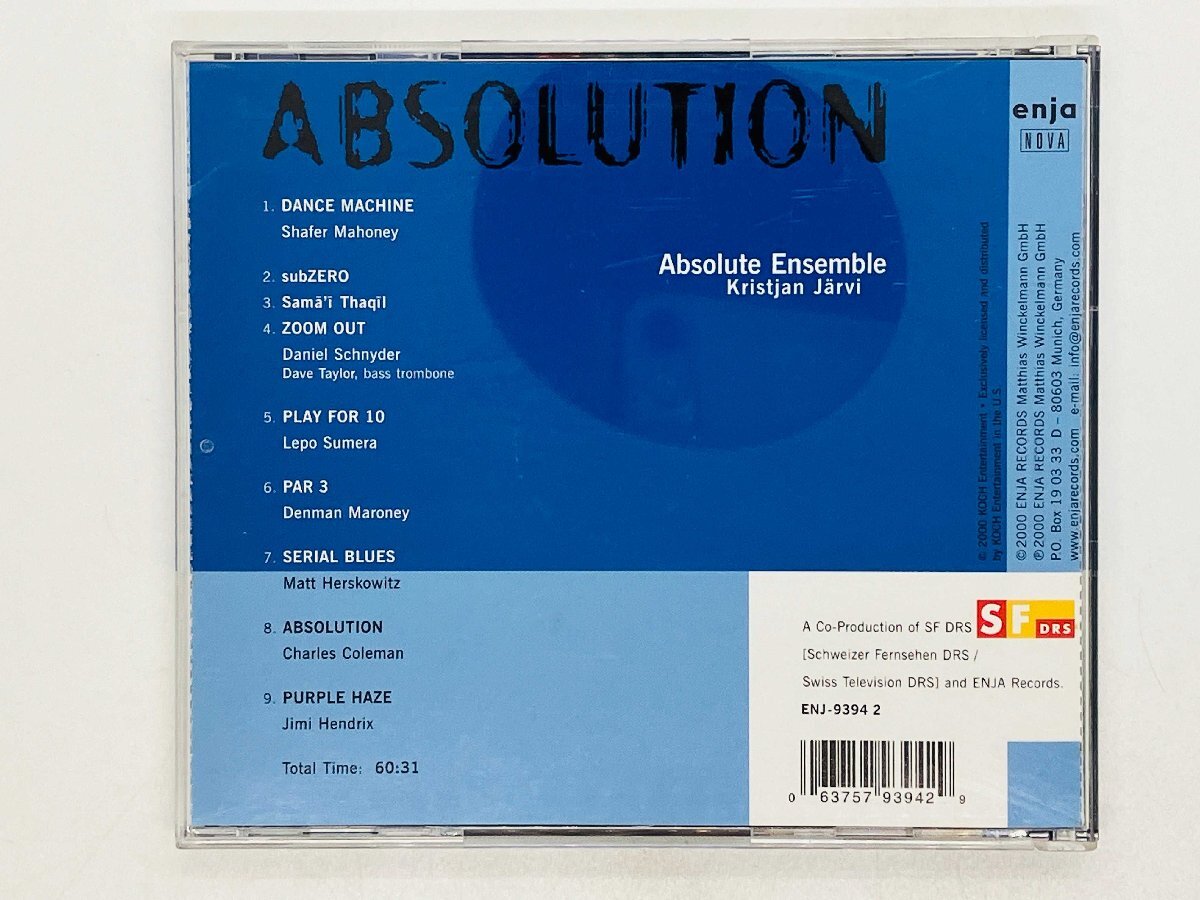 ABSOLUTION
1. DANCE MACHINE
Shafer Mahoney
2. subZERO
3. Samā'ī Thaqīl
4. ZOOM OUT
Daniel Schnyder
Dave Taylor, bass trombone
5. PLAY FOR 10
Lepo Sumera
6. PAR 3
Denman Maroney
7. SERIAL BLUES
Matt Herskowitz
8. ABSOLUTION
Charles Coleman
9. PURPLE HAZE
Jimi Hendrix
Total Time: 60:31
Absolute Ensemble
Kristjan Järvi
enja
NOVA
© 2000 KOCH Entertainment • Exclusively licensed and distributed
by KOCH Entertainment in the U.S
© 2000 ENJA RECORDS Matthias Winckelmann GmbH
℗ 2000 ENJA RECORDS Matthias Winckelmann GmbH
P.O. Box 19 03 33 D – 80603 Munich, Germany
www.enjarecords.com e-mail: info@enjarecords.com
A Co-Production of SF DRS
SF DRS
[Schweizer Fernsehen DRS /
Swiss Television DRS] and ENJA Records.
ENJ-9394 2
0 63757 93942 9